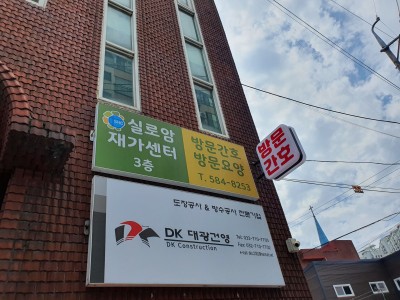 실로암
재가센터
3층
방문간호
방문요양
T. 584-8253
방문
간호
도장공사 & 방수공사 전문기업
DK 대광건영
DK Construction